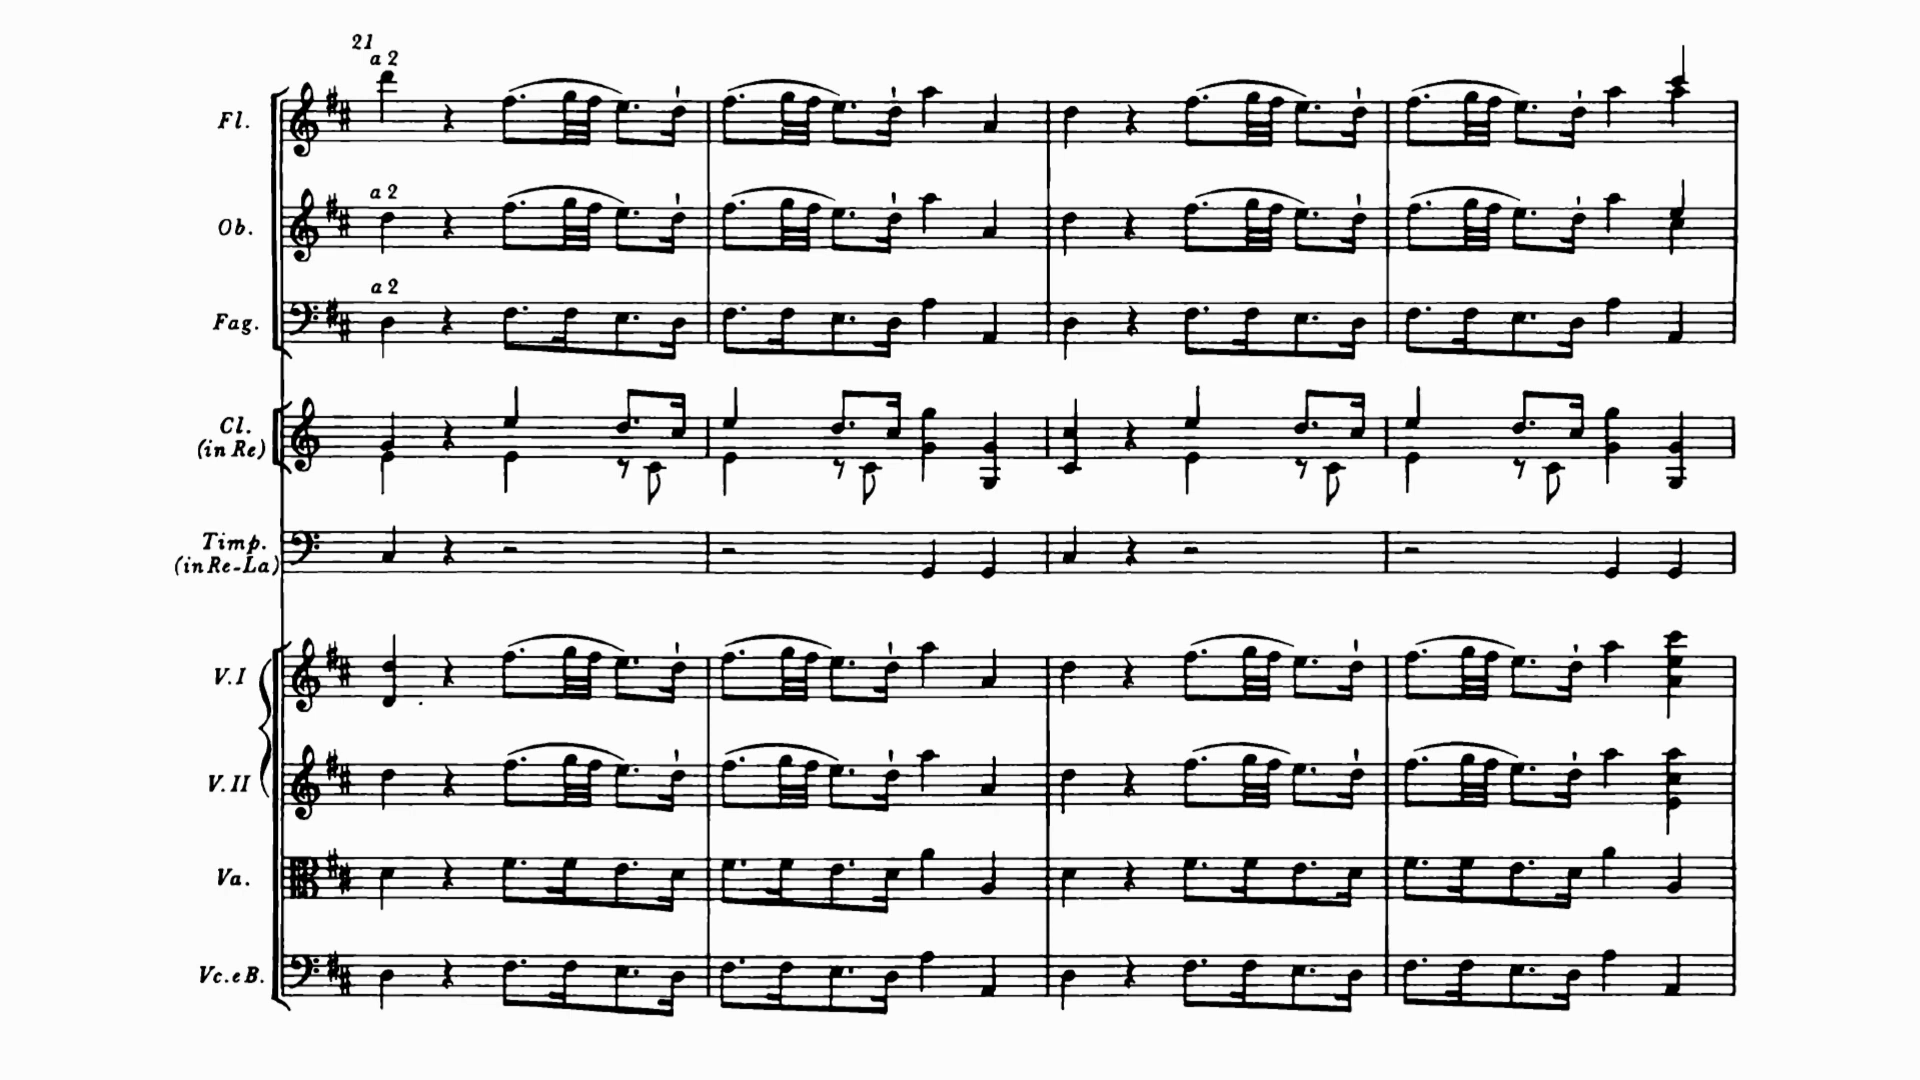 21
a 2
Fl.
a 2
Ob.
a 2
Fag.
Cl.
(in Re)
Timp.
(in Re-La)
V. I
V. II
Va.
Vc. e B.